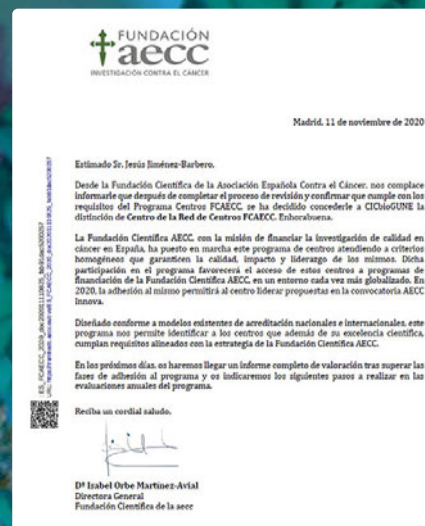 FUNDACIÓN
aecc
INVESTIGACIÓN CONTRA EL CÁNCER
Madrid, 11 de noviembre de 2020
Estimado Sr. Jesús Jiménez-Barbero,
Desde la Fundación Científica de la Asociación Española Contra el Cáncer, nos complace
informarle que después de completar el proceso de revisión y confirmar que cumple con los
requisitos del Programa Centros FCAECC, se ha decidido concederle a CICbioGUNE la
distinción de Centro de la Red de Centros FCAECC. Enhorabuena.
La Fundación Científica AECC, con la misión de financiar la investigación de calidad en
cáncer en España, ha puesto en marcha este programa de centros atendiendo a criterios
homogéneos que garanticen la calidad, impacto y liderazgo de los mismos. Dicha
participación en el programa favorecerá el acceso de estos centros a programas de
financiación de la Fundación Científica AECC, en un entorno cada vez más globalizado. En
2020, la adhesión al mismo permitirá al centro liderar propuestas en la convocatoria AECC
Innova.
Diseñado conforme a modelos existentes de acreditación nacionales e internacionales, este
programa nos permite identificar a los centros que además de su excelencia científica,
cumplan requisitos alineados con la estrategia de la Fundación Científica AECC.
En los próximos días, os haremos llegar un informe completo de valoración tras superar las
fases de adhesión al programa y os indicaremos los siguientes pasos a realizar en las
evaluaciones anuales del programa.
Reciba un cordial saludo,
Dª Isabel Orbe Martínez-Avial
Directora General
Fundación Científica de la aecc